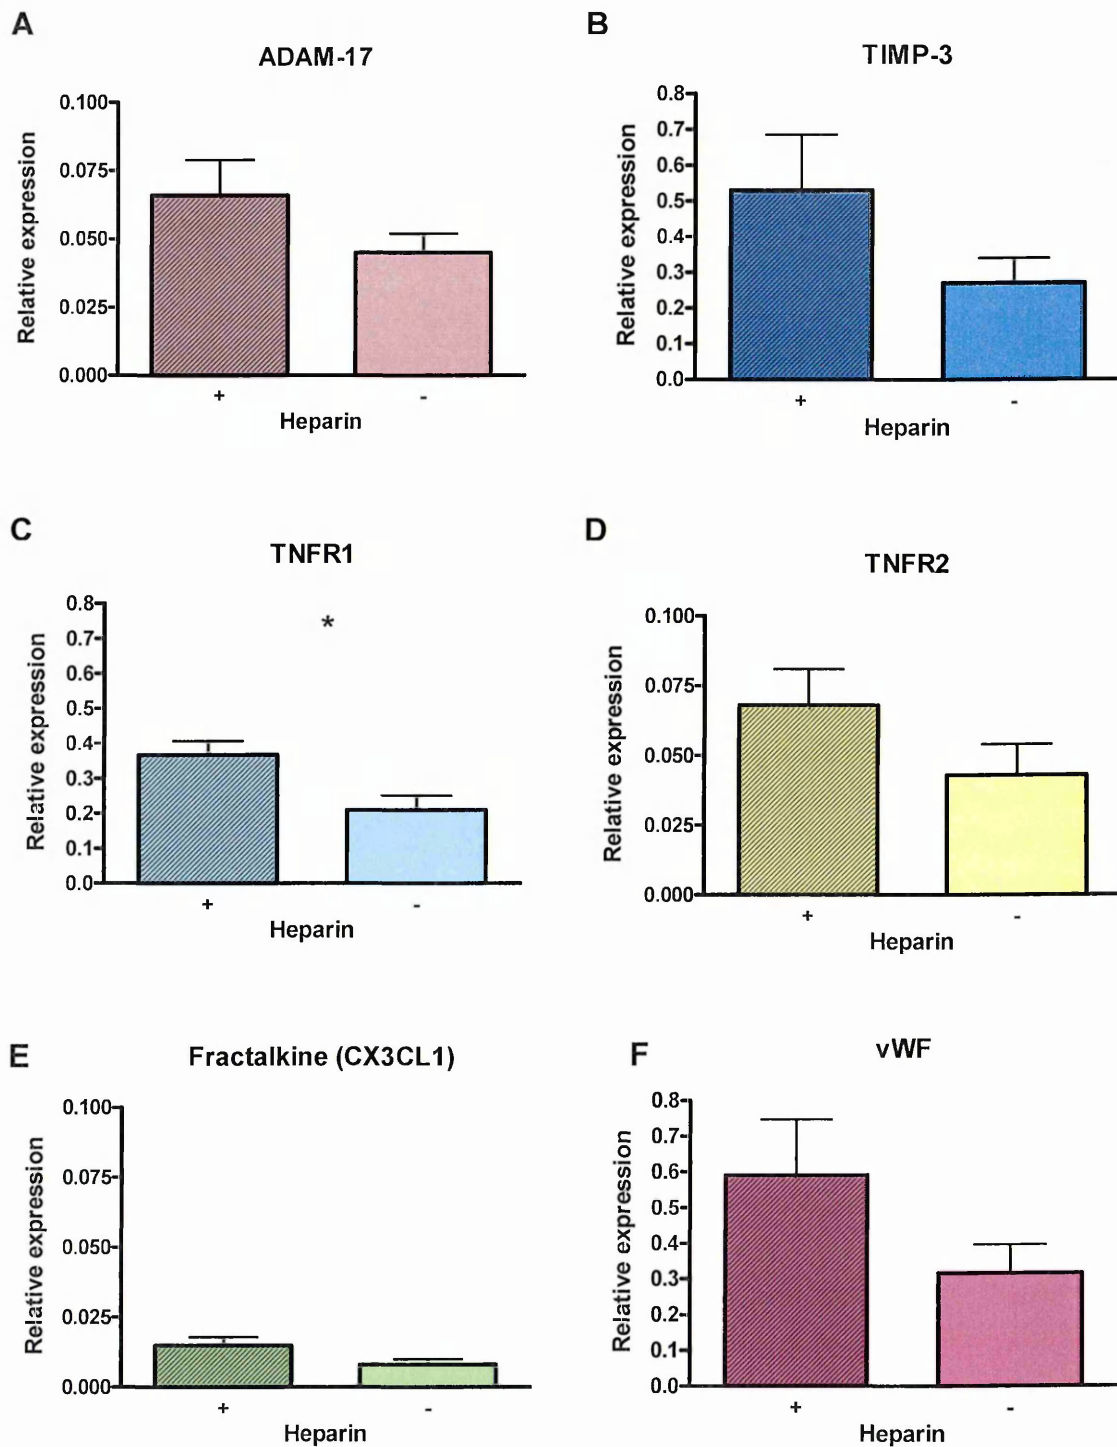 A
ADAM-17
Relative expression
0.100
0.075
0.050
0.025
0.000
+
-
Heparin
B
TIMP-3
Relative expression
0.8
0.7
0.6
0.5
0.4
0.3
0.2
0.1
0.0
+
-
Heparin
C
TNFR1
*
Relative expression
0.8
0.7
0.6
0.5
0.4
0.3
0.2
0.1
0.0
+
-
Heparin
D
TNFR2
Relative expression
0.100
0.075
0.050
0.025
0.000
+
-
Heparin
E
Fractalkine (CX3CL1)
Relative expression
0.100
0.075
0.050
0.025
0.000
+
-
Heparin
F
vWF
Relative expression
0.8
0.7
0.6
0.5
0.4
0.3
0.2
0.1
0.0
+
-
Heparin